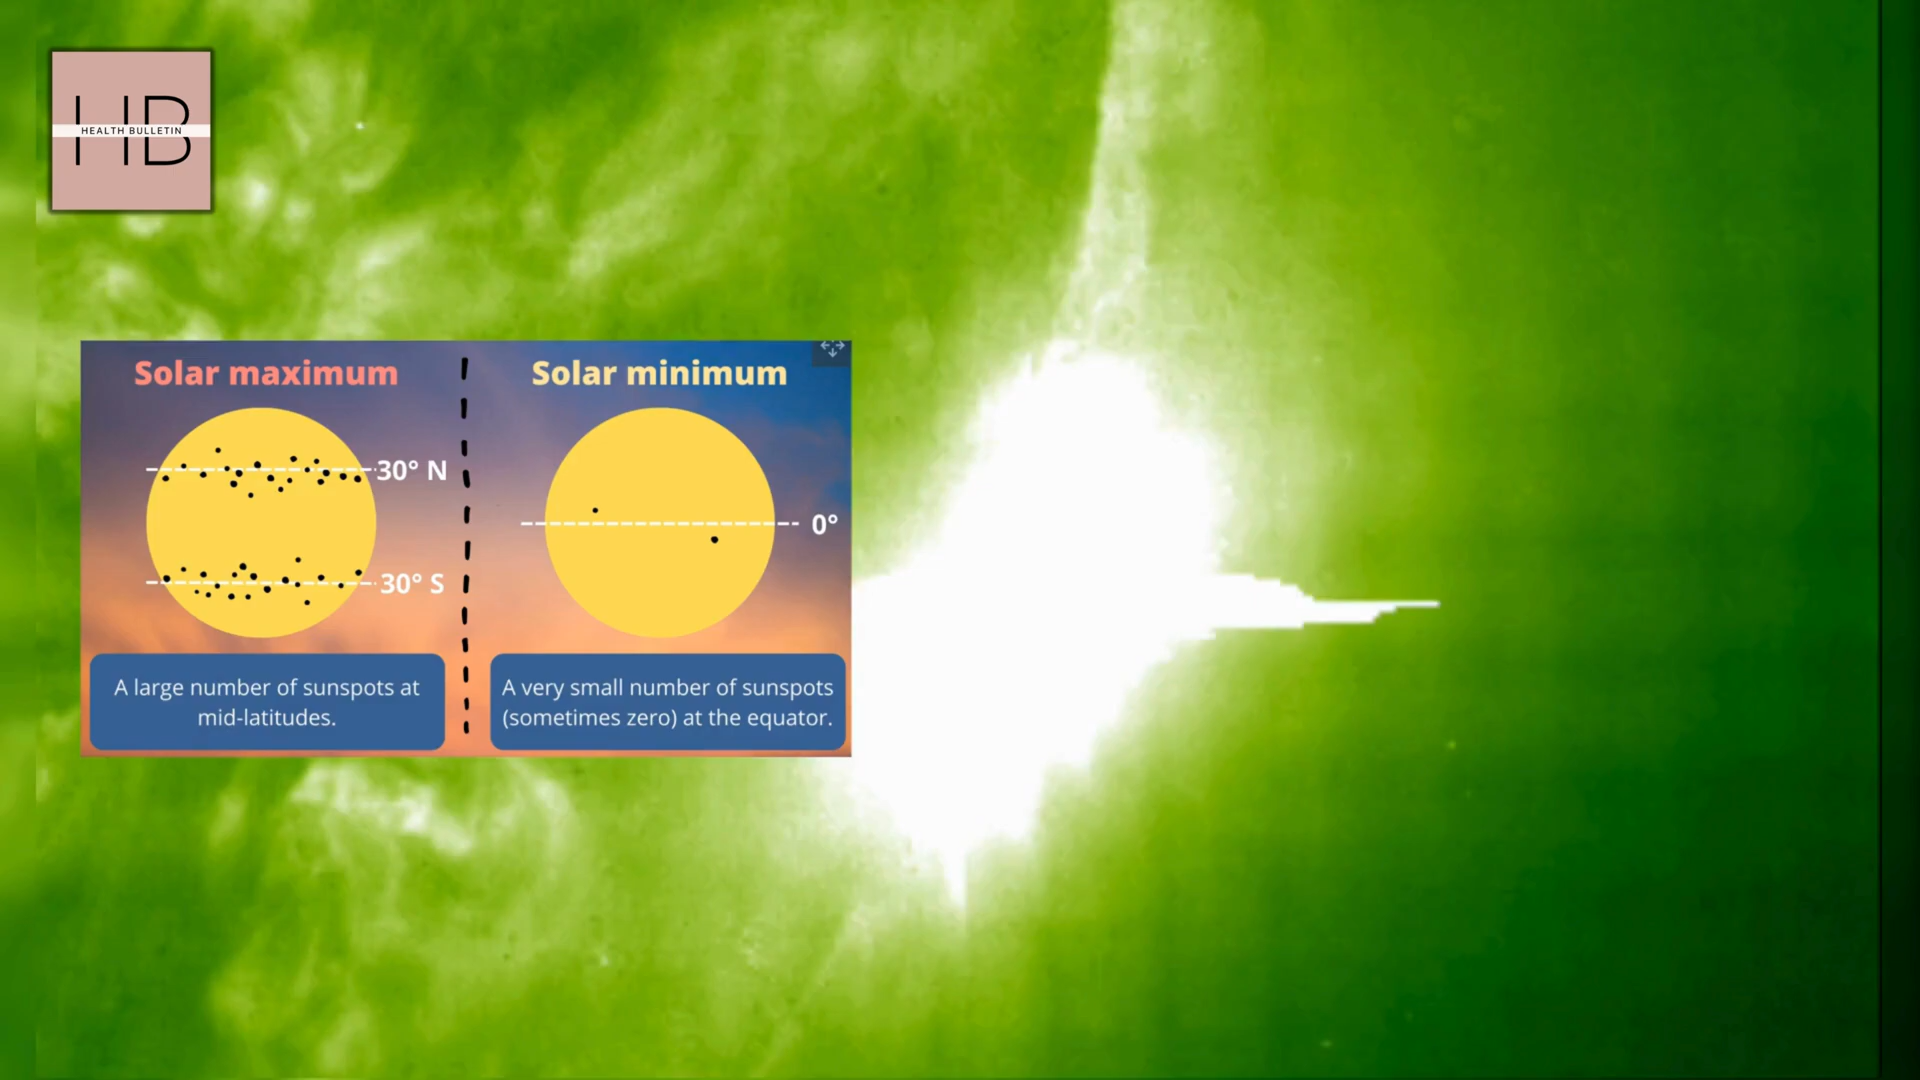 HB
HEALTH BULLETIN
Solar maximum
30° N
30° S
A large number of sunspots at
mid-latitudes.
Solar minimum
0°
A very small number of sunspots
(sometimes zero) at the equator.